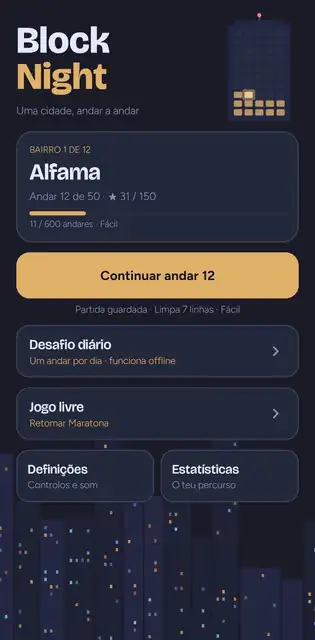 Block
Night
Uma cidade, andar a andar
BAIRRO 1 DE 12
Alfama
Andar 12 de 50 · ★ 31 / 150
11 / 600 andares · Fácil
Continuar andar 12
Partida guardada · Limpa 7 linhas · Fácil
Desafio diário
Um andar por dia · funciona offline
Jogo livre
Retomar Maratona
Definições
Controlos e som
Estatísticas
O teu percurso